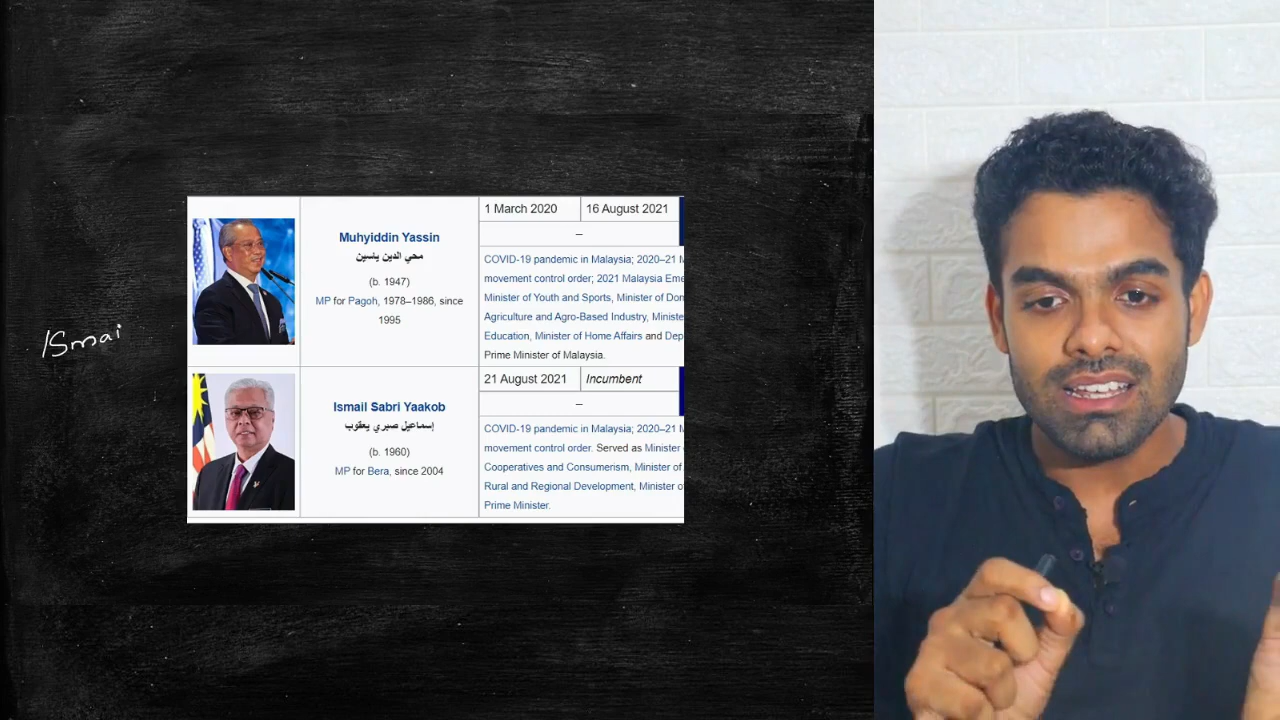 1 March 2020
16 August 2021
Muhyiddin Yassin
محي الدين ياسين
(b. 1947)
MP for Pagoh, 1978–1986, since
1995
–
COVID-19 pandemic in Malaysia; 2020–21
movement control order; 2021 Malaysia Eme
Minister of Youth and Sports, Minister of Don
Agriculture and Agro-Based Industry, Ministe
Education, Minister of Home Affairs and Dep
Prime Minister of Malaysia.
Ismai
21 August 2021
Incumbent
Ismail Sabri Yaakob
إسماعيل صبري يعقوب
(b. 1960)
MP for Bera, since 2004
–
COVID-19 pandemic in Malaysia; 2020–21
movement control order. Served as Minister
Cooperatives and Consumerism, Minister of
Rural and Regional Development, Minister o
Prime Minister.